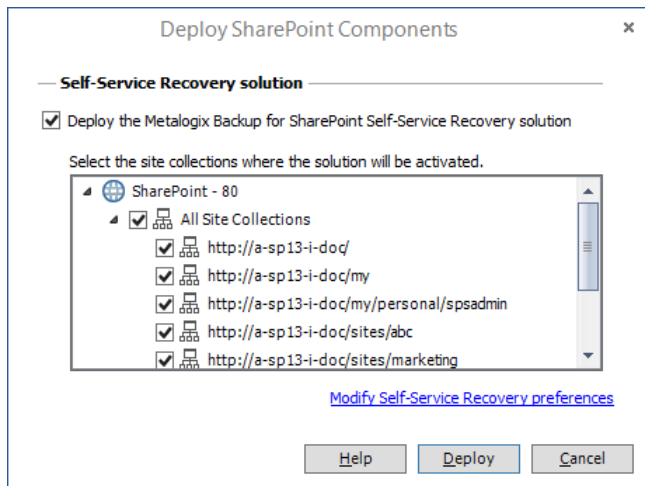 Deploy SharePoint Components
Self-Service Recovery solution
Deploy the Metalogix Backup for SharePoint Self-Service Recovery solution
Select the site collections where the solution will be activated.
SharePoint - 80
All Site Collections
http://a-sp13-i-doc/
http://a-sp13-i-doc/my
http://a-sp13-i-doc/my/personal/spsadmin
http://a-sp13-i-doc/sites/abc
http://a-sp13-i-doc/sites/marketing
Modify Self-Service Recovery preferences
Help Deploy Cancel